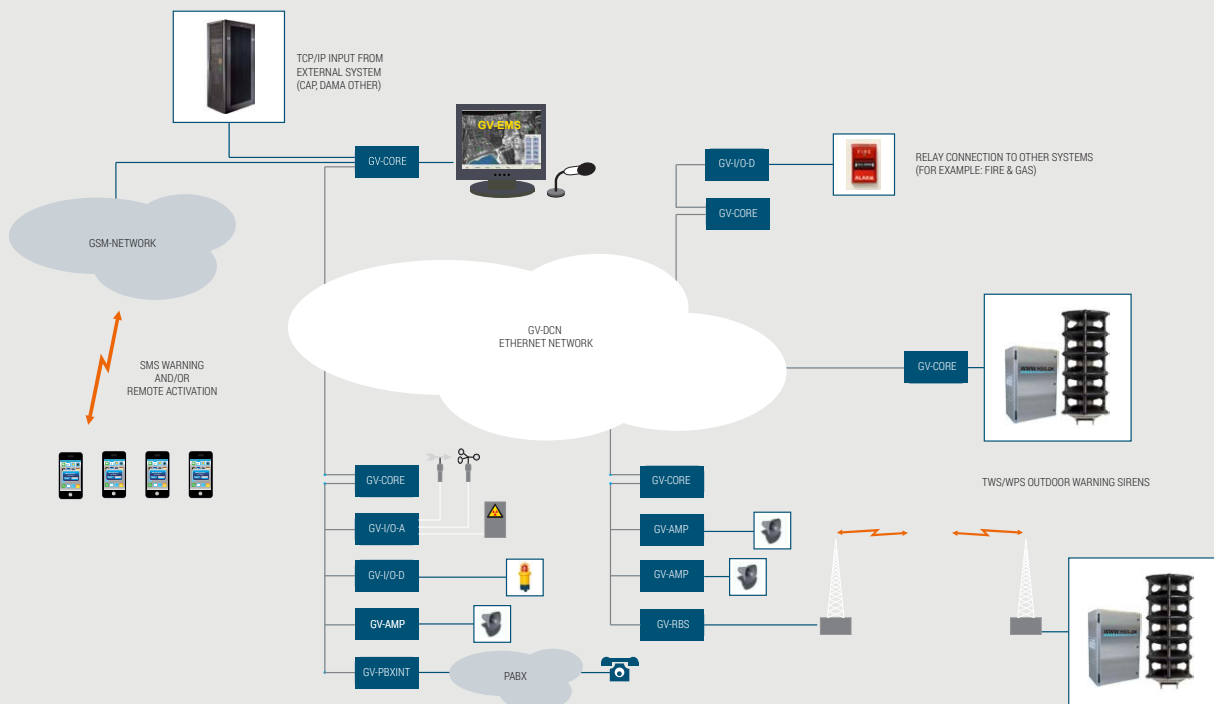 TCP/IP INPUT FROM
EXTERNAL SYSTEM
(CAP, DAMA OTHER)
GV-EMS
GV-CORE
GV-I/O-D
FIRE
ALARM
RELAY CONNECTION TO OTHER SYSTEMS
(FOR EXAMPLE: FIRE & GAS)
GV-CORE
GSM-NETWORK
GV-DCN
ETHERNET NETWORK
SMS WARNING
AND/OR
REMOTE ACTIVATION
GV-CORE
GV-CORE
GV-I/O-A
GV-I/O-D
GV-AMP
GV-PBXINT
PABX
GV-CORE
GV-AMP
GV-AMP
GV-RBS
TWS/WPS OUTDOOR WARNING SIRENS